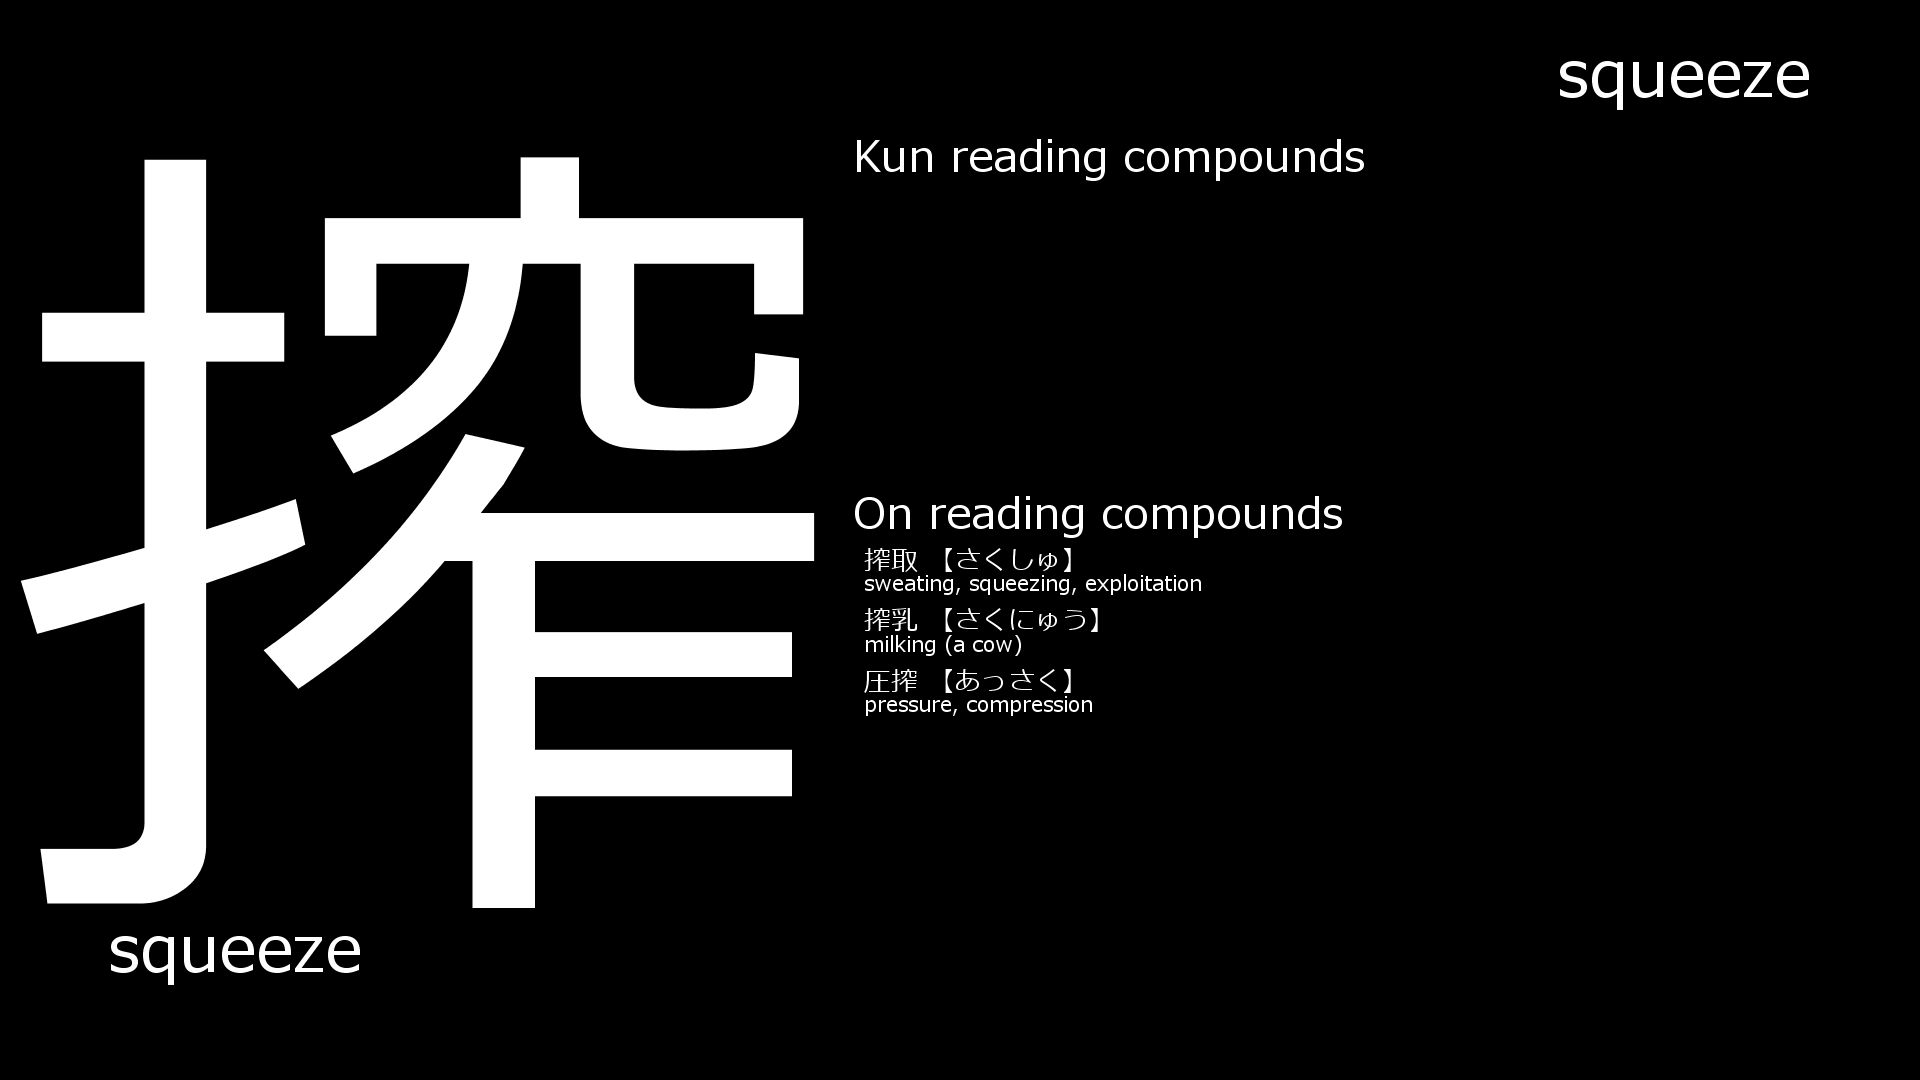 squeeze
搾
Kun reading compounds
On reading compounds
搾取 【さくしゅ】
sweating, squeezing, exploitation
搾乳 【さくにゅう】
milking (a cow)
圧搾 【あっさく】
pressure, compression
squeeze